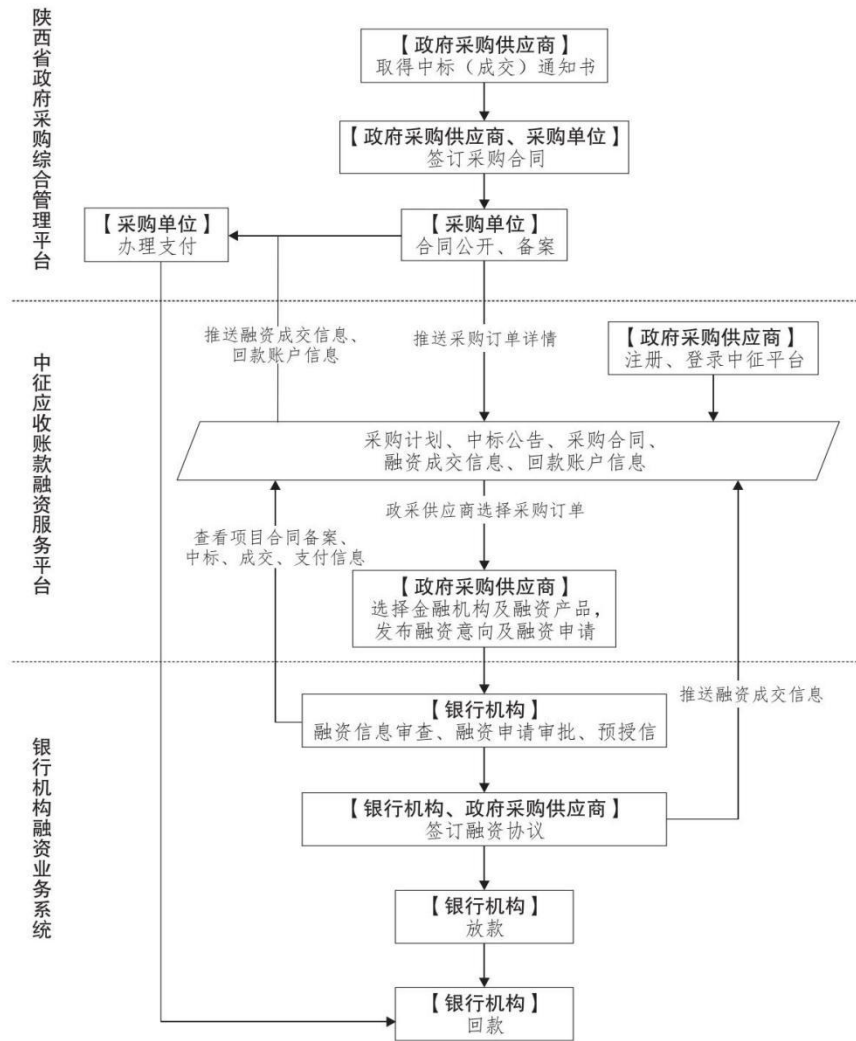 陕西省政府采购综合管理平台
【政府采购供应商】
取得中标（成交）通知书
【政府采购供应商、采购单位】
签订采购合同
【采购单位】
办理支付
【采购单位】
合同公开、备案
中征应收账款融资服务平台
推送融资成交信息、
回款账户信息
推送采购订单详情
【政府采购供应商】
注册、登录中征平台
采购计划、中标公告、采购合同、
融资成交信息、回款账户信息
政采供应商选择采购订单
查看项目合同备案、
中标、成交、支付信息
【政府采购供应商】
选择金融机构及融资产品，
发布融资意向及融资申请
银行机构融资业务系统
【银行机构】
融资信息审查、融资申请审批、预授信
推送融资成交信息
【银行机构、政府采购供应商】
签订融资协议
【银行机构】
放款
【银行机构】
回款